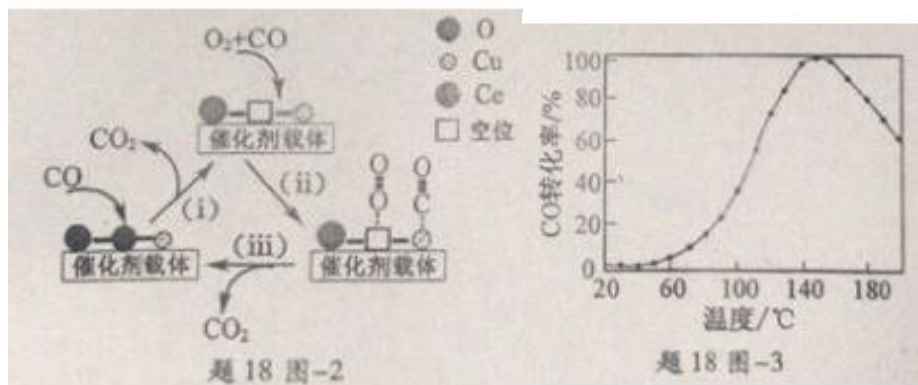 O₂+CO
O
Cu
Ce
空位
催化剂载体
CO₂
CO
(i)
(ii)
O
O
O
C
催化剂载体
(iii)
催化剂载体
CO₂
题 18 图-2
CO转化率/%
100
80
60
40
20
0
20
60
100
140
180
温度/℃
题 18 图-3